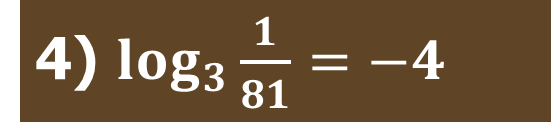 4) log₃ 1/81 = −4